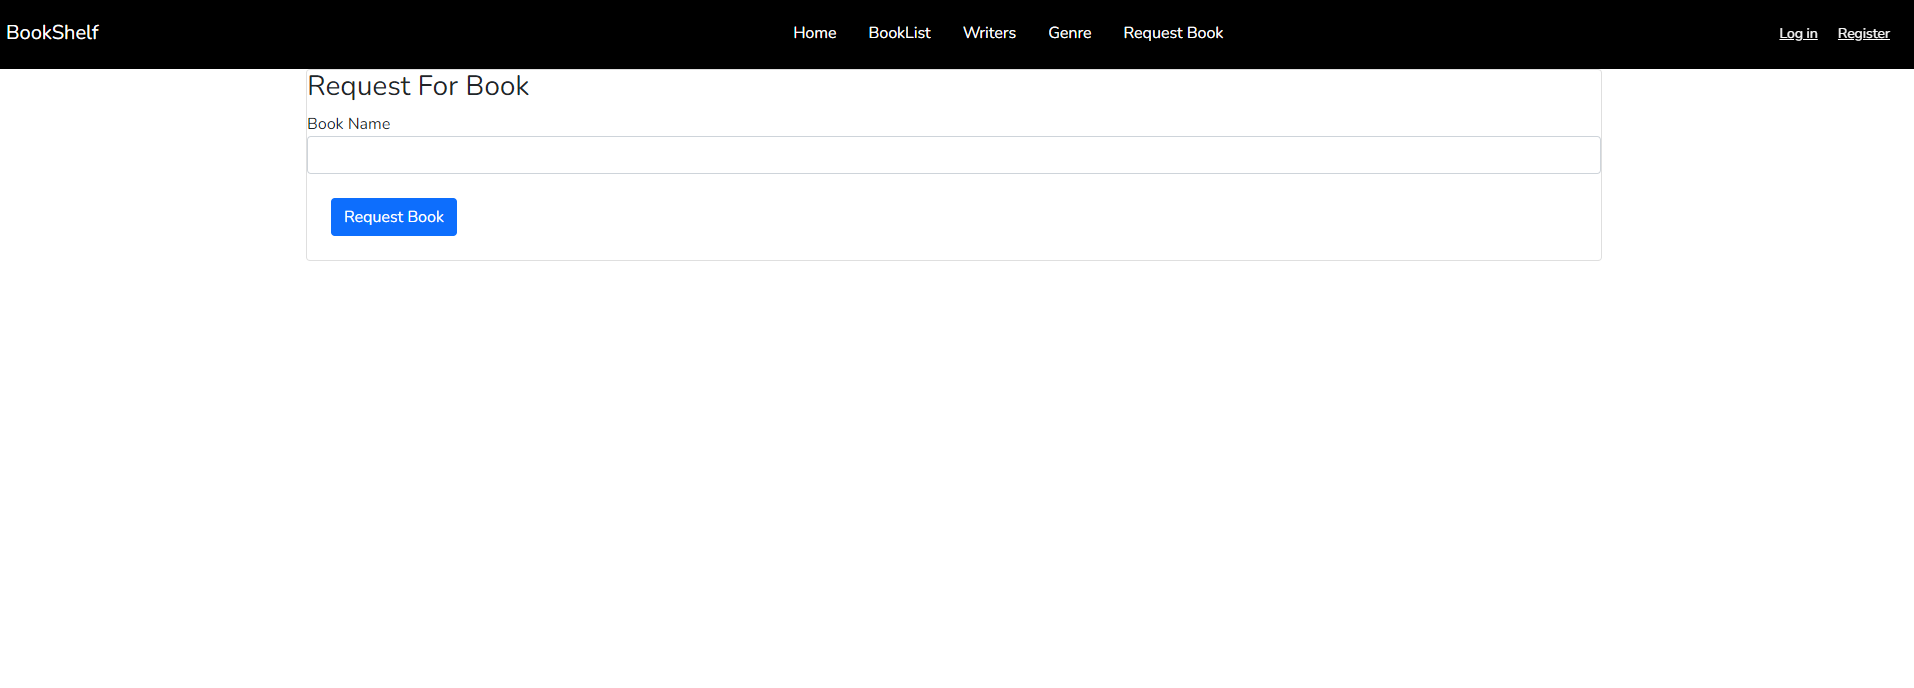 BookShelf Home BookList Writers Genre Request Book Log in Register
Request For Book
Book Name
Request Book